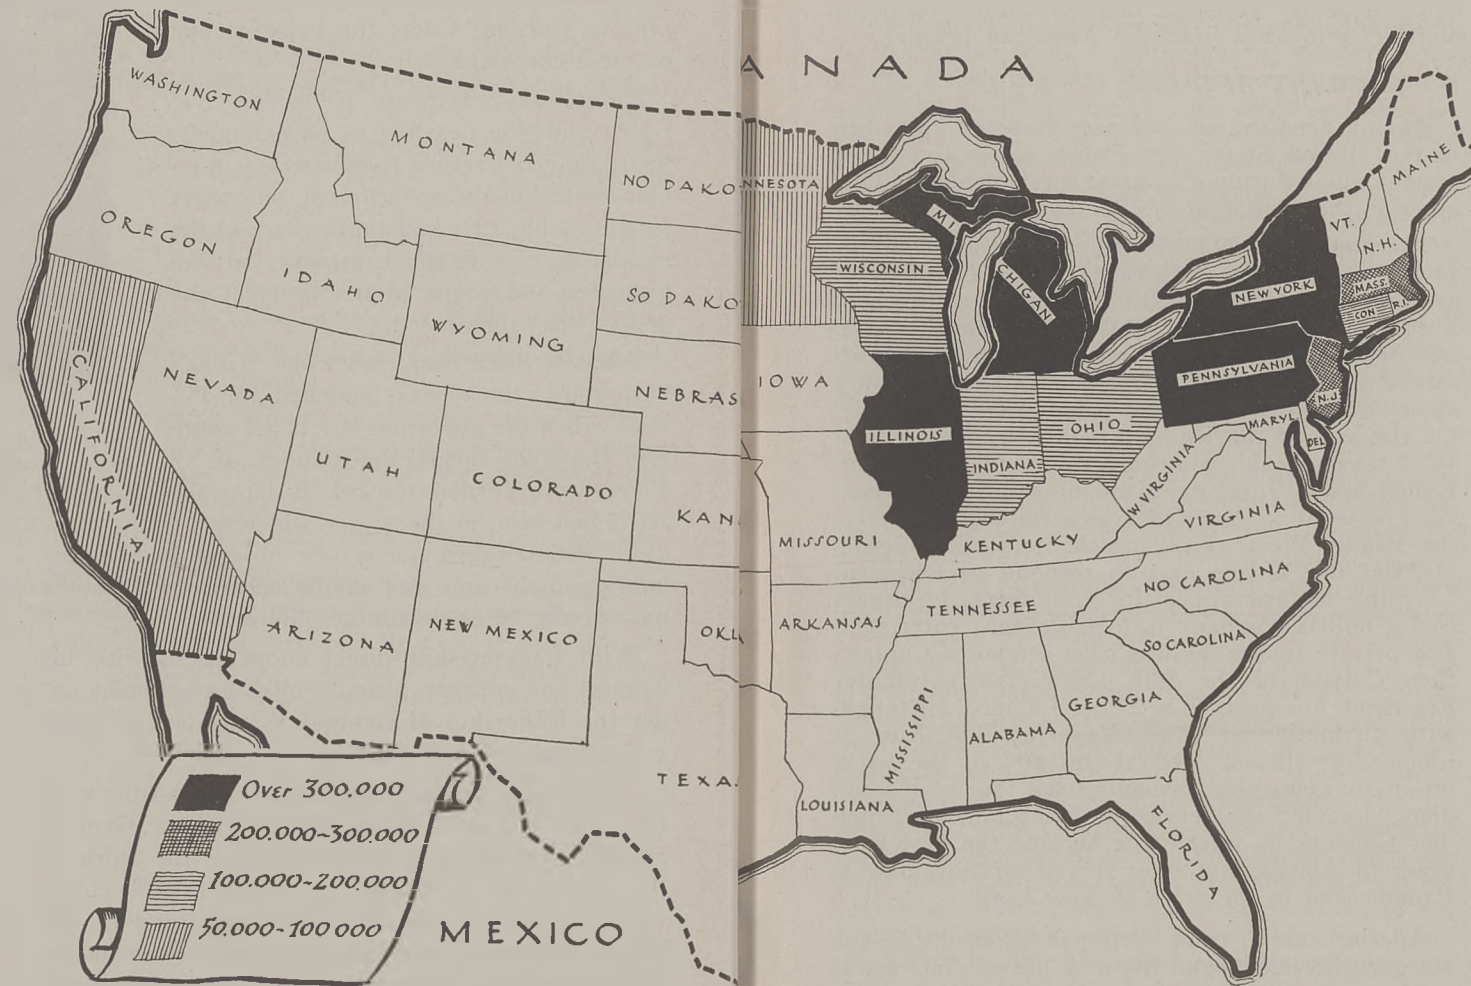 ANADA
WASHINGTON
MONTANA
NO DAKO
NNESOTA
MAINE
OREGON
IDAHO
VT.
N.H.
MI
CHIGAN
WISCONSIN
SO DAKO
WYOMING
NEW YORK
MASS.
CON
R.I.
CALIFORNIA
NEVADA
NEBRAS
IOWA
PENNSYLVANIA
N.J.
ILLINOIS
INDIANA
OHIO
MARYL
DEL
UTAH
COLORADO
KAN
MISSOURI
KENTUCKY
W VIRGINIA
VIRGINIA
ARIZONA
NEW MEXICO
OKL
ARKANSAS
TENNESSEE
NO CAROLINA
SO CAROLINA
TEXA
LOUISIANA
MISSISSIPPI
ALABAMA
GEORGIA
FLORIDA
Over 300.000
200.000-300.000
100.000-200.000
50.000-100 000
MEXICO